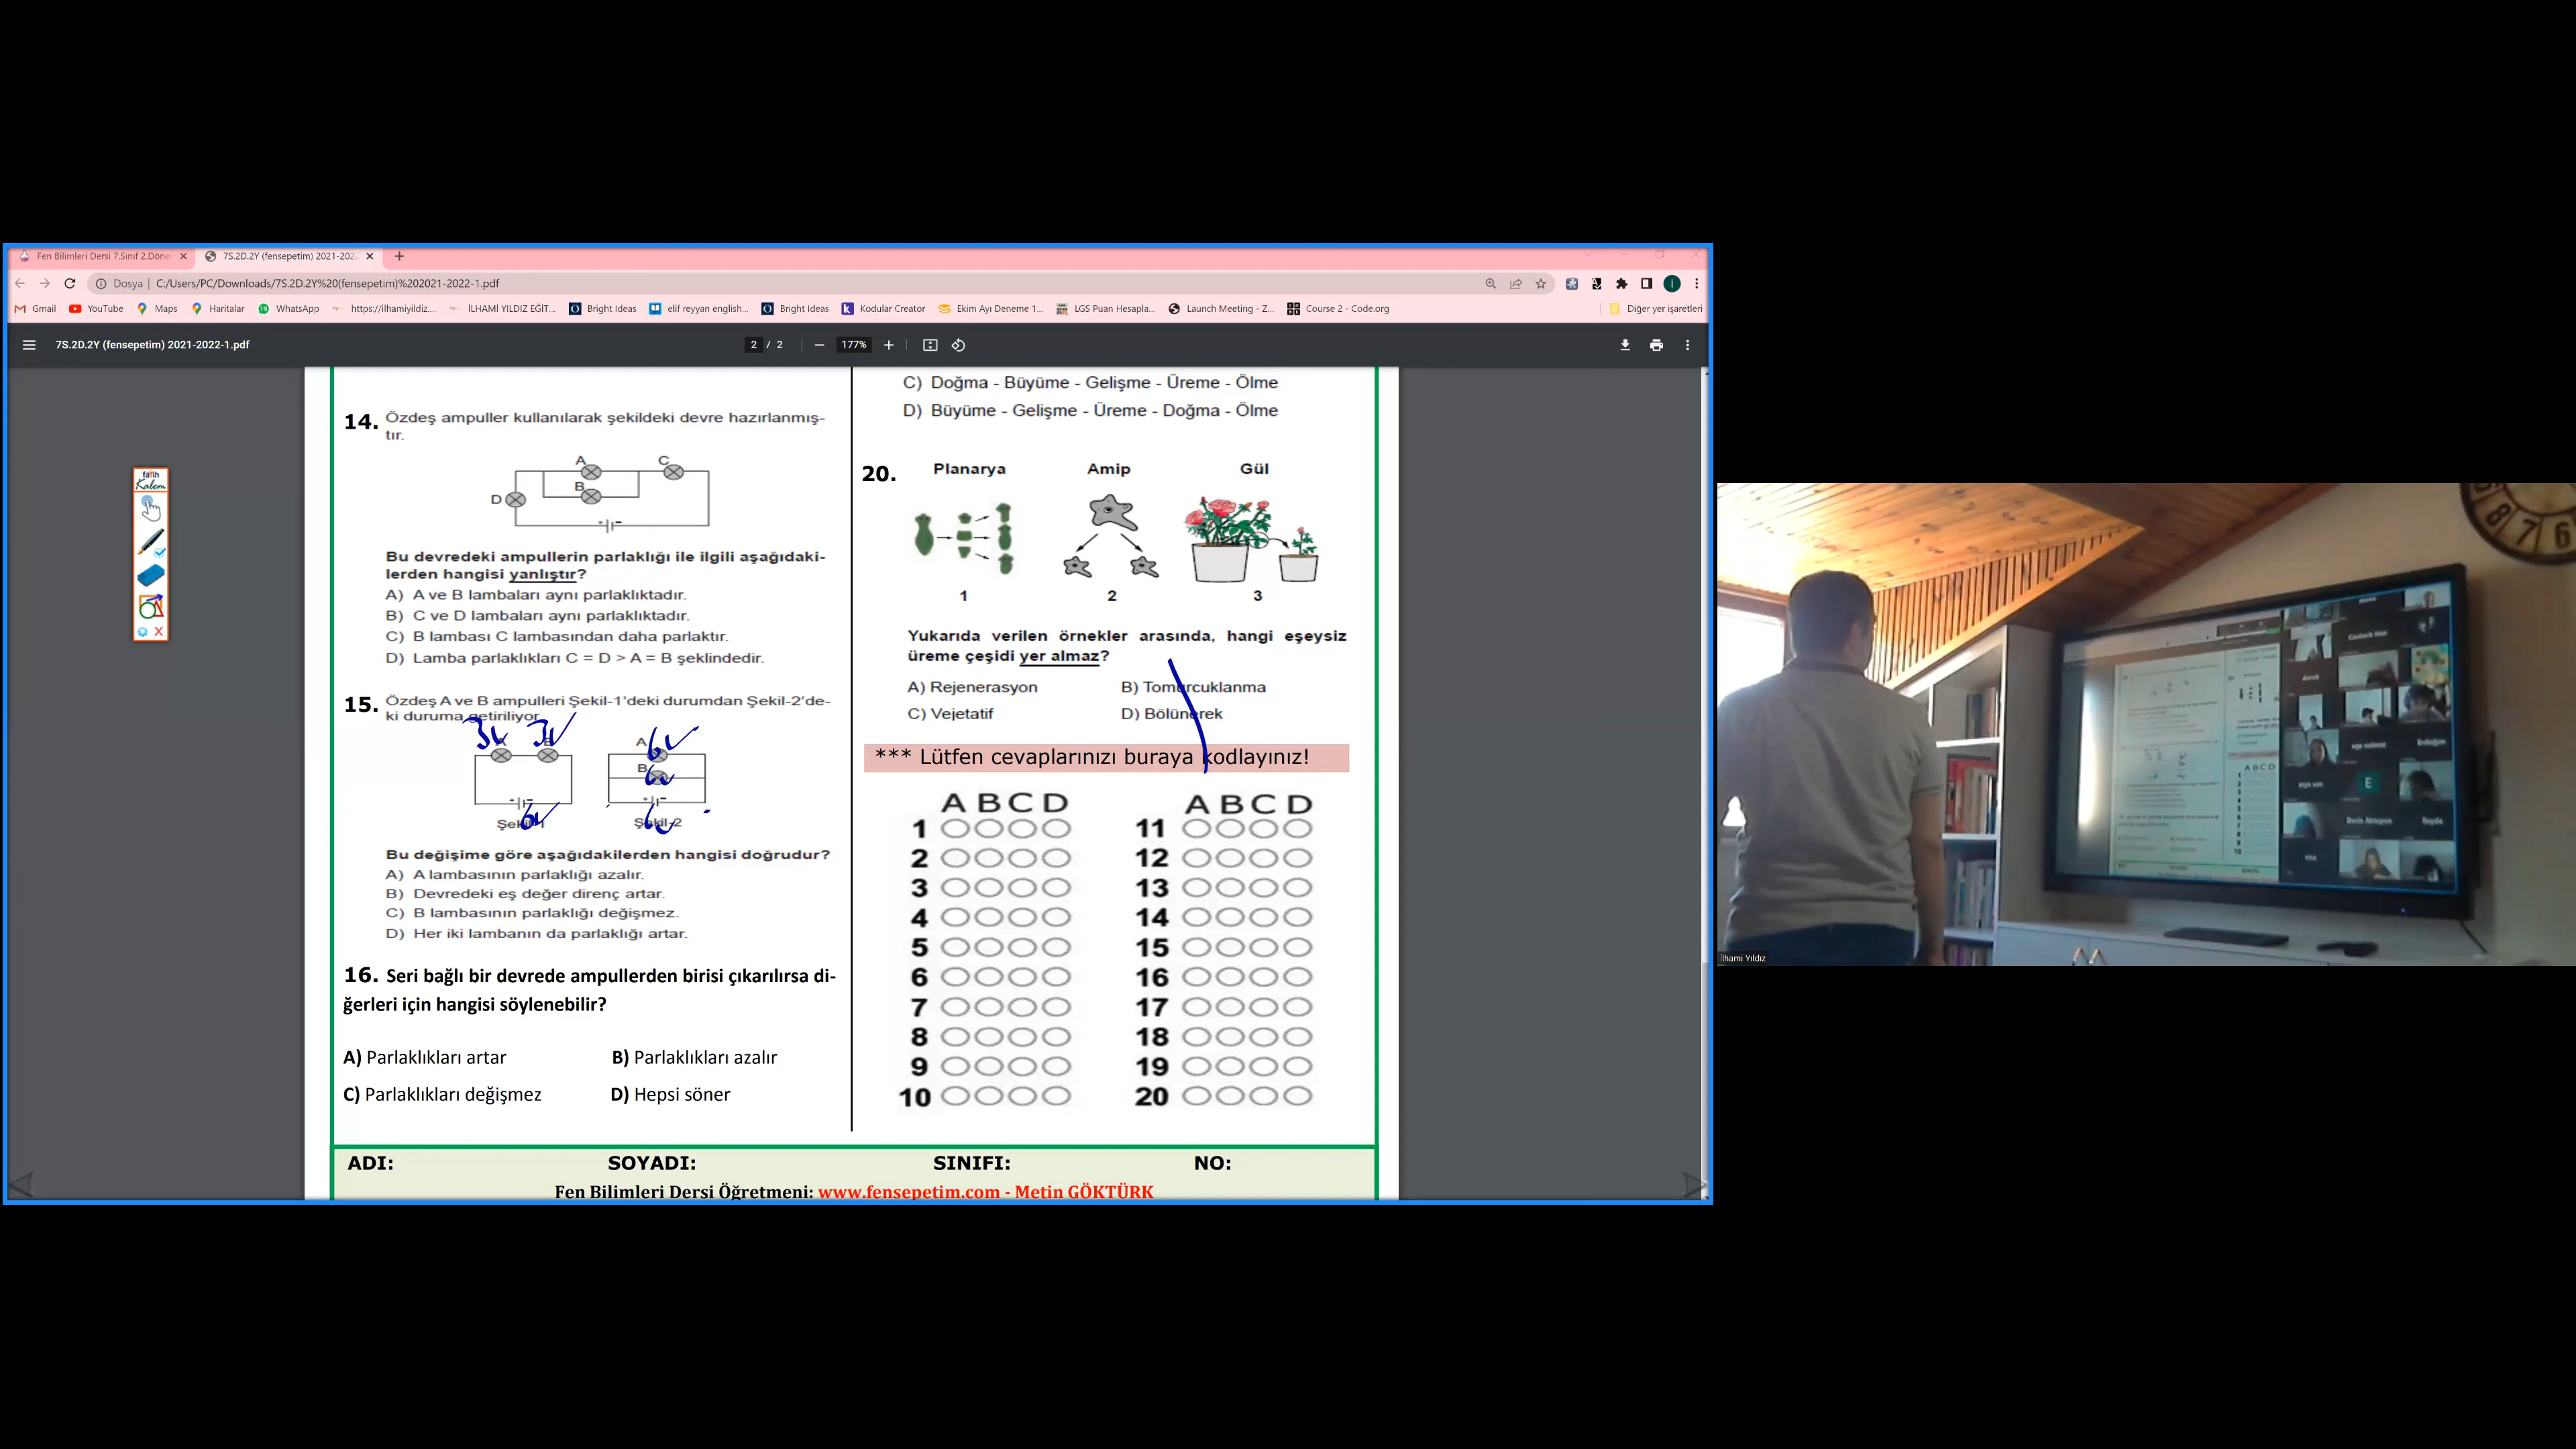 Fen Bilimleri Dersi 7.Sınıf 2.Döne
7S.2D.2Y (fensepetim) 2021-202
Dosya
C:/Users/PC/Downloads/7S.2D.2Y%20(fensepetim)%202021-2022-1.pdf
Gmail
YouTube
Maps
Haritalar
WhatsApp
https://ilhamiyildiz....
İLHAMİ YILDIZ EĞİT...
Bright Ideas
elif reyyan english...
Bright Ideas
Kodular Creator
Ekim Ayı Deneme 1...
LGS Puan Hesapla...
Launch Meeting - Z...
Course 2 - Code.org
Diğer yer işaretleri
7S.2D.2Y (fensepetim) 2021-2022-1.pdf
2 / 2
177%
fatih
Kalem
14. Özdeş ampuller kullanılarak şekildeki devre hazırlanmış-
tır.
A
C
B
D
Bu devredeki ampullerin parlaklığı ile ilgili aşağıdaki-
lerden hangisi yanlıştır?
A) A ve B lambaları aynı parlaklıktadır.
B) C ve D lambaları aynı parlaklıktadır.
C) B lambası C lambasından daha parlaktır.
D) Lamba parlaklıkları C = D > A = B şeklindedir.
15. Özdeş A ve B ampulleri Şekil-1'deki durumdan Şekil-2'de-
ki duruma getiriliyor
3V 3V
6V
A
B
6V
6V
6V
Şekil-1
Şekil-2
Bu değişime göre aşağıdakilerden hangisi doğrudur?
A) A lambasının parlaklığı azalır.
B) Devredeki eş değer direnç artar.
C) B lambasının parlaklığı değişmez.
D) Her iki lambanın da parlaklığı artar.
16. Seri bağlı bir devrede ampullerden birisi çıkarılırsa di-
ğerleri için hangisi söylenebilir?
A) Parlaklıkları artar
B) Parlaklıkları azalır
C) Parlaklıkları değişmez
D) Hepsi söner
C) Doğma - Büyüme - Gelişme - Üreme - Ölme
D) Büyüme - Gelişme - Üreme - Doğma - Ölme
20.
Planarya
Amip
Gül
1
2
3
Yukarıda verilen örnekler arasında, hangi eşeysiz
üreme çeşidi yer almaz?
A) Rejenerasyon
B) Tomurcuklanma
C) Vejetatif
D) Bölünerek
*** Lütfen cevaplarınızı buraya kodlayınız!
A B C D
A B C D
1
11
2
12
3
13
4
14
5
15
6
16
7
17
8
18
9
19
10
20
ADI:
SOYADI:
SINIFI:
NO:
Fen Bilimleri Dersi Öğretmeni: www.fensepetim.com - Metin GÖKTÜRK
8 7 6
A B C D
E
İlhami Yıldız